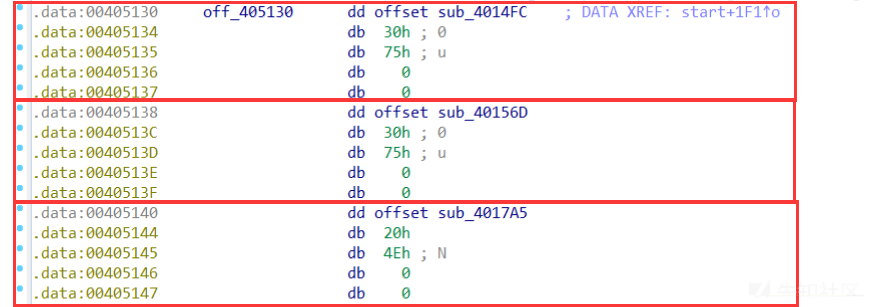 .data:00405130 off_405130 dd offset sub_4014FC ; DATA XREF: start+1F1↑o
.data:00405134 db 30h ; 0
.data:00405135 db 75h ; u
.data:00405136 db 0
.data:00405137 db 0
.data:00405138 dd offset sub_40156D
.data:0040513C db 30h ; 0
.data:0040513D db 75h ; u
.data:0040513E db 0
.data:0040513F db 0
.data:00405140 dd offset sub_4017A5
.data:00405144 db 20h
.data:00405145 db 4Eh ; N
.data:00405146 db 0
.data:00405147 db 0